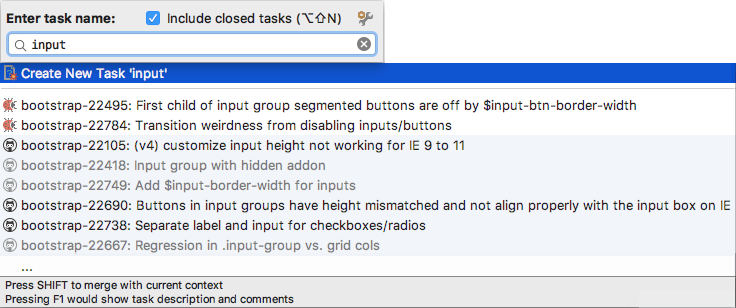 Enter task name: Include closed tasks (⌥⇧N)
input
Create New Task 'input'
bootstrap-22495: First child of input group segmented buttons are off by $input-btn-border-width
bootstrap-22784: Transition weirdness from disabling inputs/buttons
bootstrap-22105: (v4) customize input height not working for IE 9 to 11
bootstrap-22418: Input group with hidden addon
bootstrap-22749: Add $input-border-width for inputs
bootstrap-22690: Buttons in input groups have height mismatched and not align properly with the input box on IE
bootstrap-22738: Separate label and input for checkboxes/radios
bootstrap-22667: Regression in .input-group vs. grid cols
...
Press SHIFT to merge with current context
Pressing F1 would show task description and comments